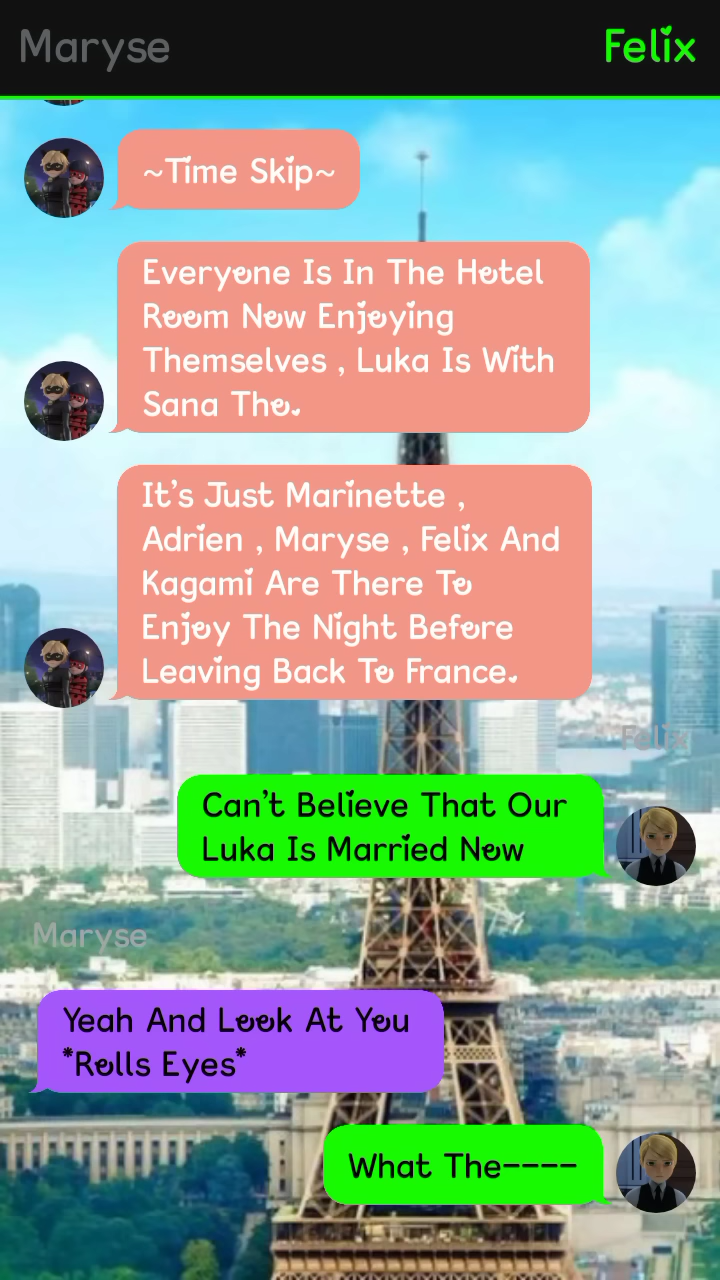 Maryse Felix
~Time Skip~
Everyone Is In The Hotel
Room Now Enjoying
Themselves , Luka Is With
Sana The.
It's Just Marinette ,
Adrien , Maryse , Felix And
Kagami Are There To
Enjoy The Night Before
Leaving Back To France.
Felix
Can't Believe That Our
Luka Is Married Now
Maryse
Yeah And Look At You
*Rolls Eyes*
What The----